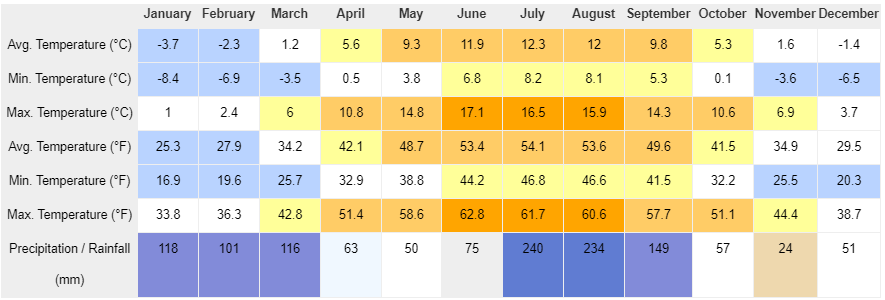 January February March April May June July August September October November December
Avg. Temperature (°C) -3.7 -2.3 1.2 5.6 9.3 11.9 12.3 12 9.8 5.3 1.6 -1.4
Min. Temperature (°C) -8.4 -6.9 -3.5 0.5 3.8 6.8 8.2 8.1 5.3 0.1 -3.6 -6.5
Max. Temperature (°C) 1 2.4 6 10.8 14.8 17.1 16.5 15.9 14.3 10.6 6.9 3.7
Avg. Temperature (°F) 25.3 27.9 34.2 42.1 48.7 53.4 54.1 53.6 49.6 41.5 34.9 29.5
Min. Temperature (°F) 16.9 19.6 25.7 32.9 38.8 44.2 46.8 46.6 41.5 32.2 25.5 20.3
Max. Temperature (°F) 33.8 36.3 42.8 51.4 58.6 62.8 61.7 60.6 57.7 51.1 44.4 38.7
Precipitation / Rainfall 118 101 116 63 50 75 240 234 149 57 24 51
(mm)